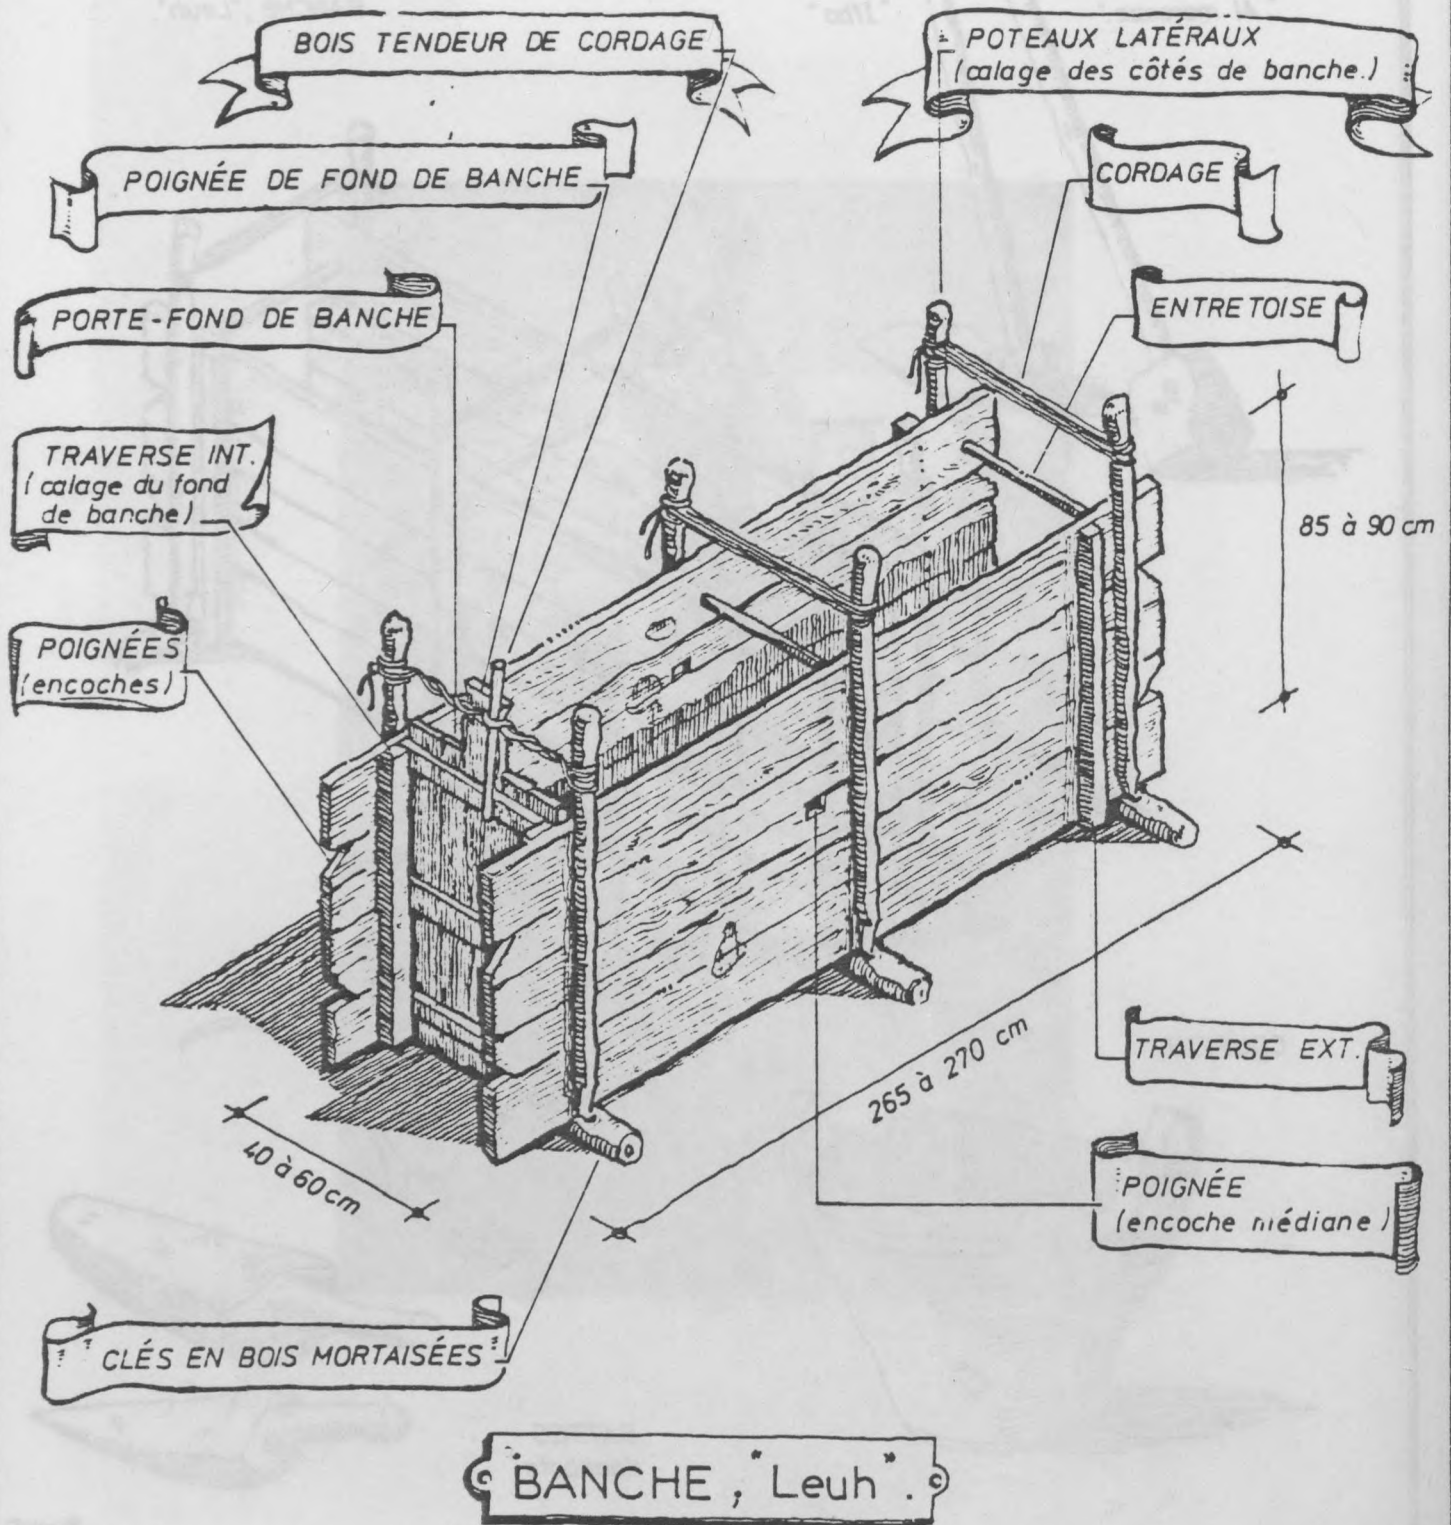 BOIS TENDEUR DE CORDAGE
POTEAUX LATÉRAUX
(calage des côtés de banche.)
POIGNÉE DE FOND DE BANCHE
CORDAGE
PORTE-FOND DE BANCHE
ENTRETOISE
TRAVERSE INT.
(calage du fond
de banche)
85 à 90 cm
POIGNÉES
(encoches)
TRAVERSE EXT.
265 à 270 cm
40 à 60 cm
POIGNÉE
(encoche médiane)
CLÉS EN BOIS MORTAISÉES
BANCHE, "Leuh".